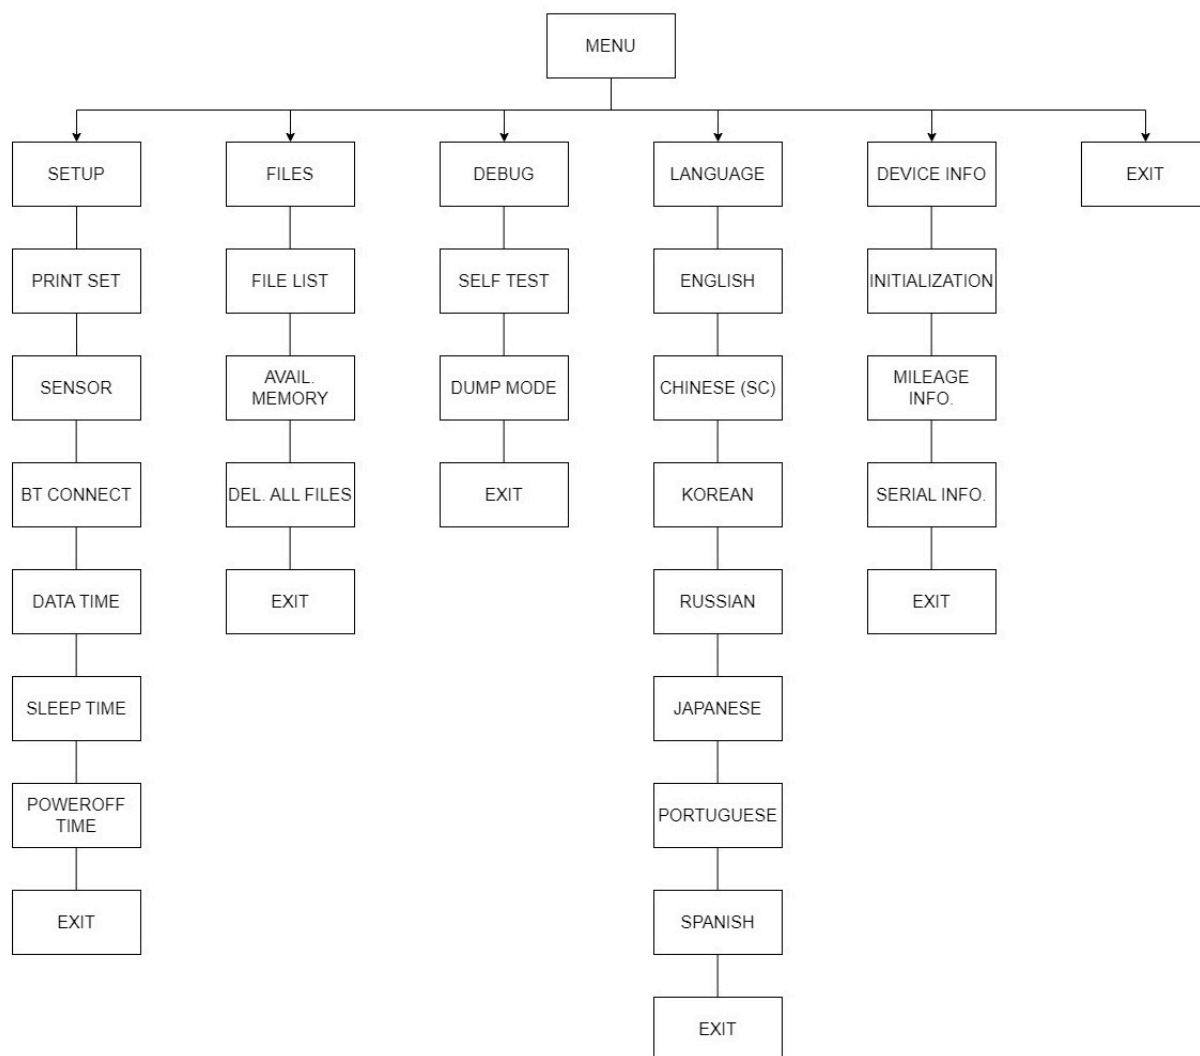 MENU
SETUP
FILES
DEBUG
LANGUAGE
DEVICE INFO
EXIT
PRINT SET
FILE LIST
SELF TEST
ENGLISH
INITIALIZATION
SENSOR
AVAIL.
MEMORY
DUMP MODE
CHINESE (SC)
MILEAGE
INFO.
BT CONNECT
DEL. ALL FILES
EXIT
KOREAN
SERIAL INFO.
DATA TIME
EXIT
RUSSIAN
EXIT
SLEEP TIME
JAPANESE
POWEROFF
TIME
PORTUGUESE
EXIT
SPANISH
EXIT